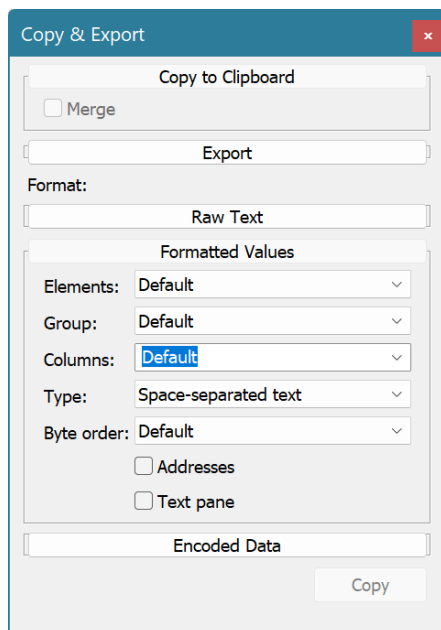 Copy & Export
Copy to Clipboard
Merge
Export
Format:
Raw Text
Formatted Values
Elements: Default
Group: Default
Columns: Default
Type: Space-separated text
Byte order: Default
Addresses
Text pane
Encoded Data
Copy